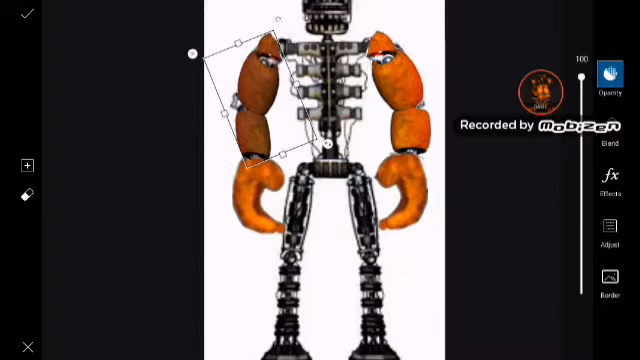 100
Opacity
Recorded by mobizen
Blend
fx
Effects
Adjust
Border